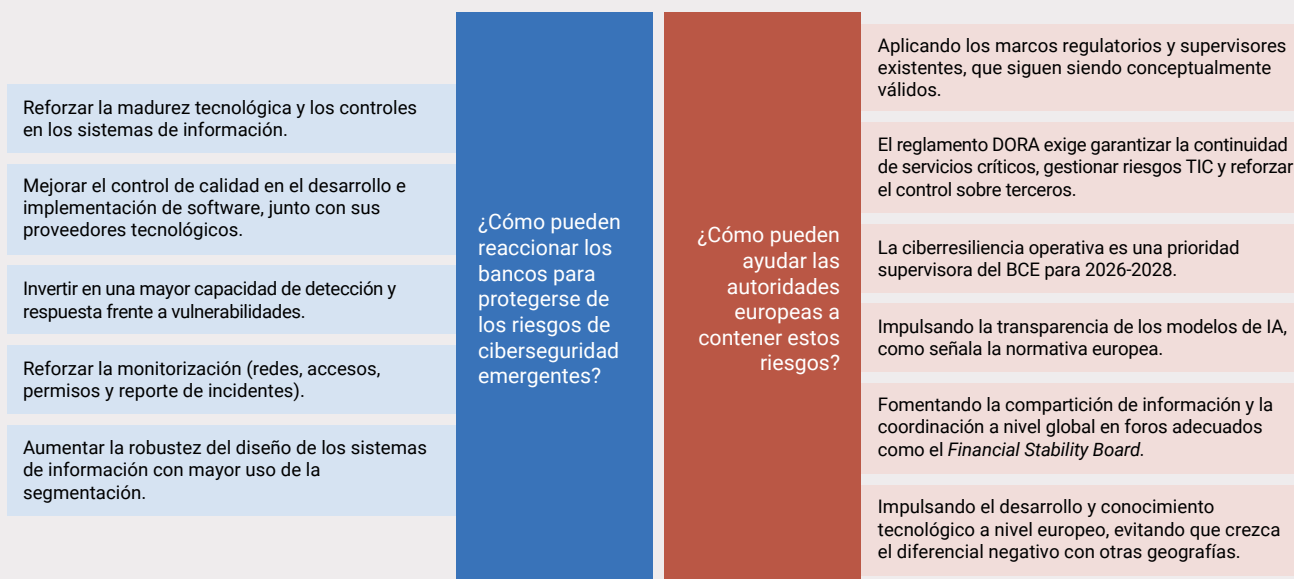 Reforzar la madurez tecnológica y los controles
en los sistemas de información.
Mejorar el control de calidad en el desarrollo e
implementación de software, junto con sus
proveedores tecnológicos.
Invertir en una mayor capacidad de detección y
respuesta frente a vulnerabilidades.
Reforzar la monitorización (redes, accesos,
permisos y reporte de incidentes).
Aumentar la robustez del diseño de los sistemas
de información con mayor uso de la
segmentación.
¿Cómo pueden
reaccionar los
bancos para
protegerse de
los riesgos de
ciberseguridad
emergentes?
¿Cómo pueden
ayudar las
autoridades
europeas a
contener estos
riesgos?
Aplicando los marcos regulatorios y supervisores
existentes, que siguen siendo conceptualmente
válidos.
El reglamento DORA exige garantizar la continuidad
de servicios críticos, gestionar riesgos TIC y reforzar
el control sobre terceros.
La ciberresiliencia operativa es una prioridad
supervisora del BCE para 2026-2028.
Impulsando la transparencia de los modelos de IA,
como señala la normativa europea.
Fomentando la compartición de información y la
coordinación a nivel global en foros adecuados
como el Financial Stability Board.
Impulsando el desarrollo y conocimiento
tecnológico a nivel europeo, evitando que crezca
el diferencial negativo con otras geografías.